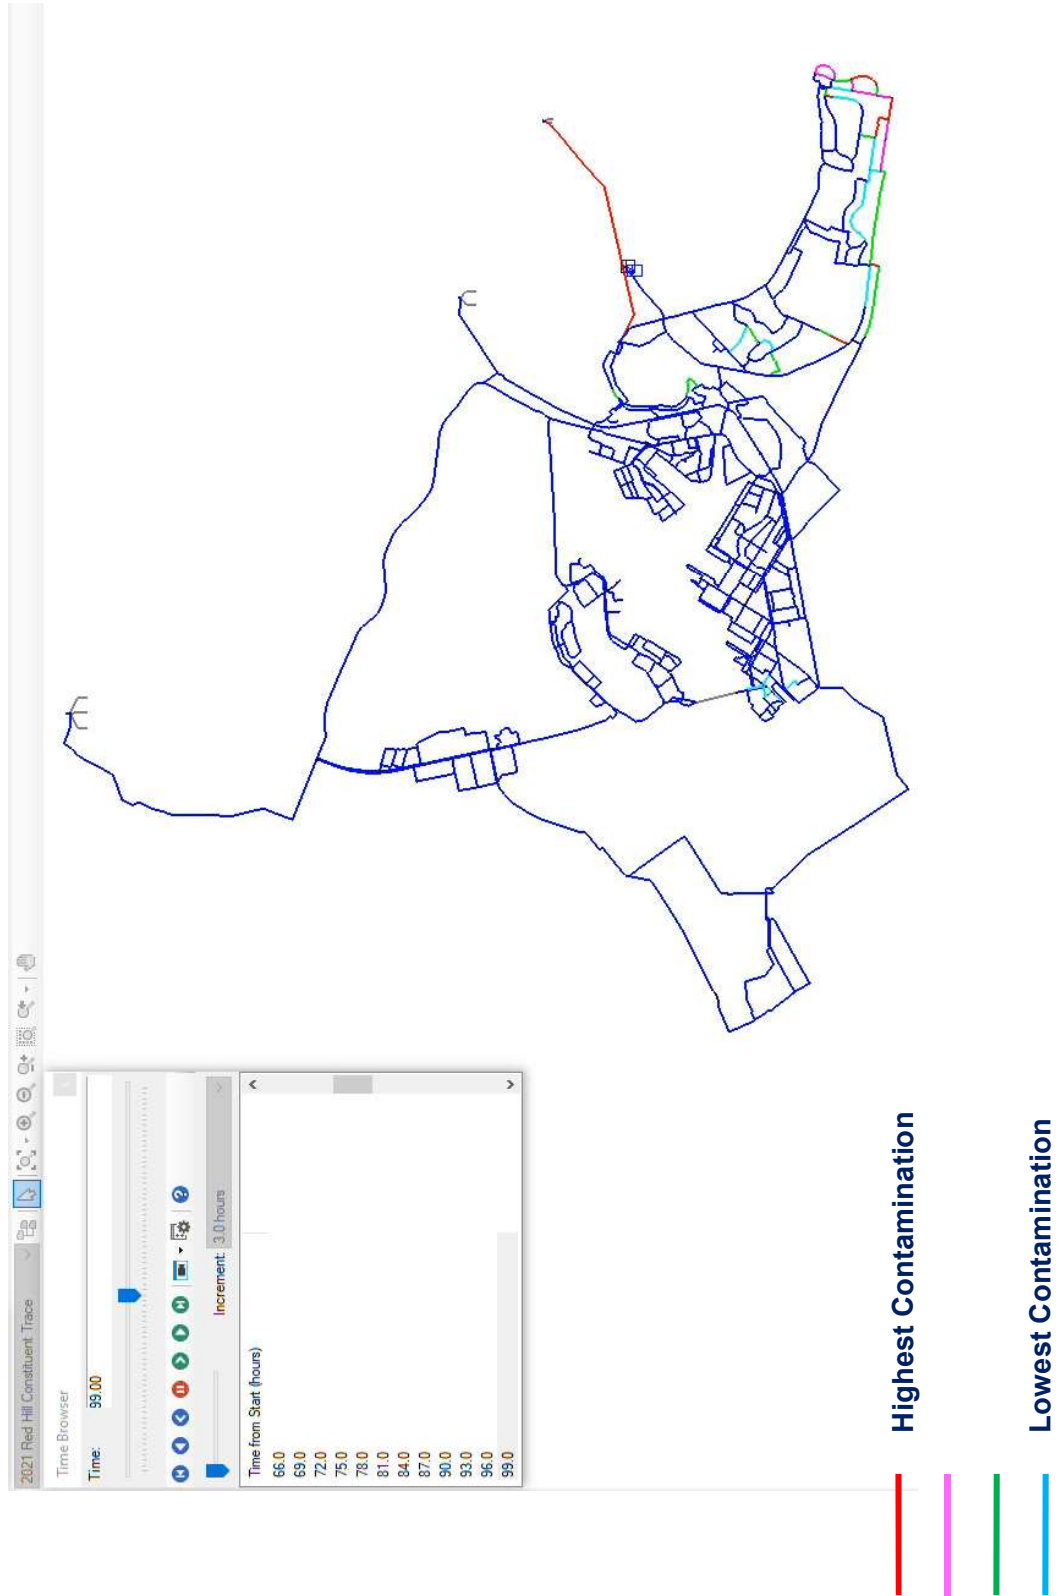 2021 Red Hill Constituent Trace
Time Browser
Time: 99.00
Increment: 3.0 hours
Time from Start (hours)
66.0
69.0
72.0
75.0
78.0
81.0
84.0
87.0
90.0
93.0
96.0
99.0
Highest Contamination
Lowest Contamination